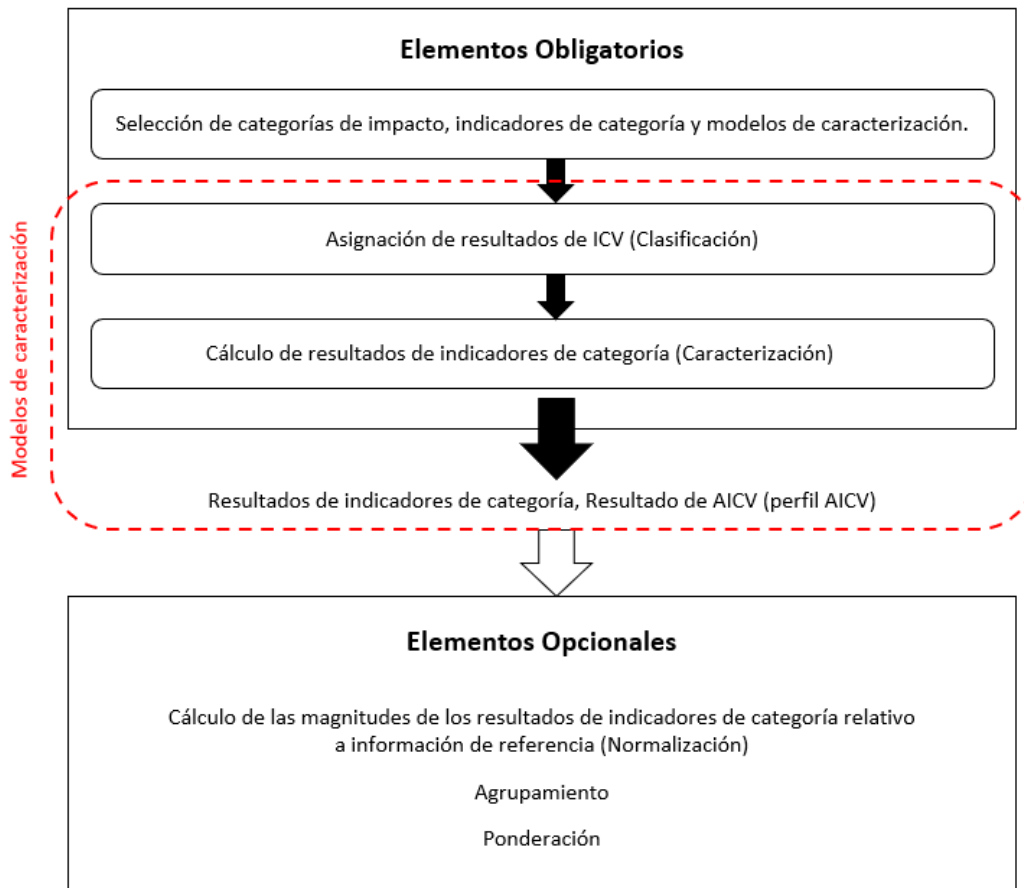 Elementos Obligatorios
Selección de categorías de impacto, indicadores de categoría y modelos de caracterización.
Asignación de resultados de ICV (Clasificación)
Cálculo de resultados de indicadores de categoría (Caracterización)
Modelos de caracterización
Resultados de indicadores de categoría, Resultado de AICV (perfil AICV)
Elementos Opcionales
Cálculo de las magnitudes de los resultados de indicadores de categoría relativo
a información de referencia (Normalización)
Agrupamiento
Ponderación